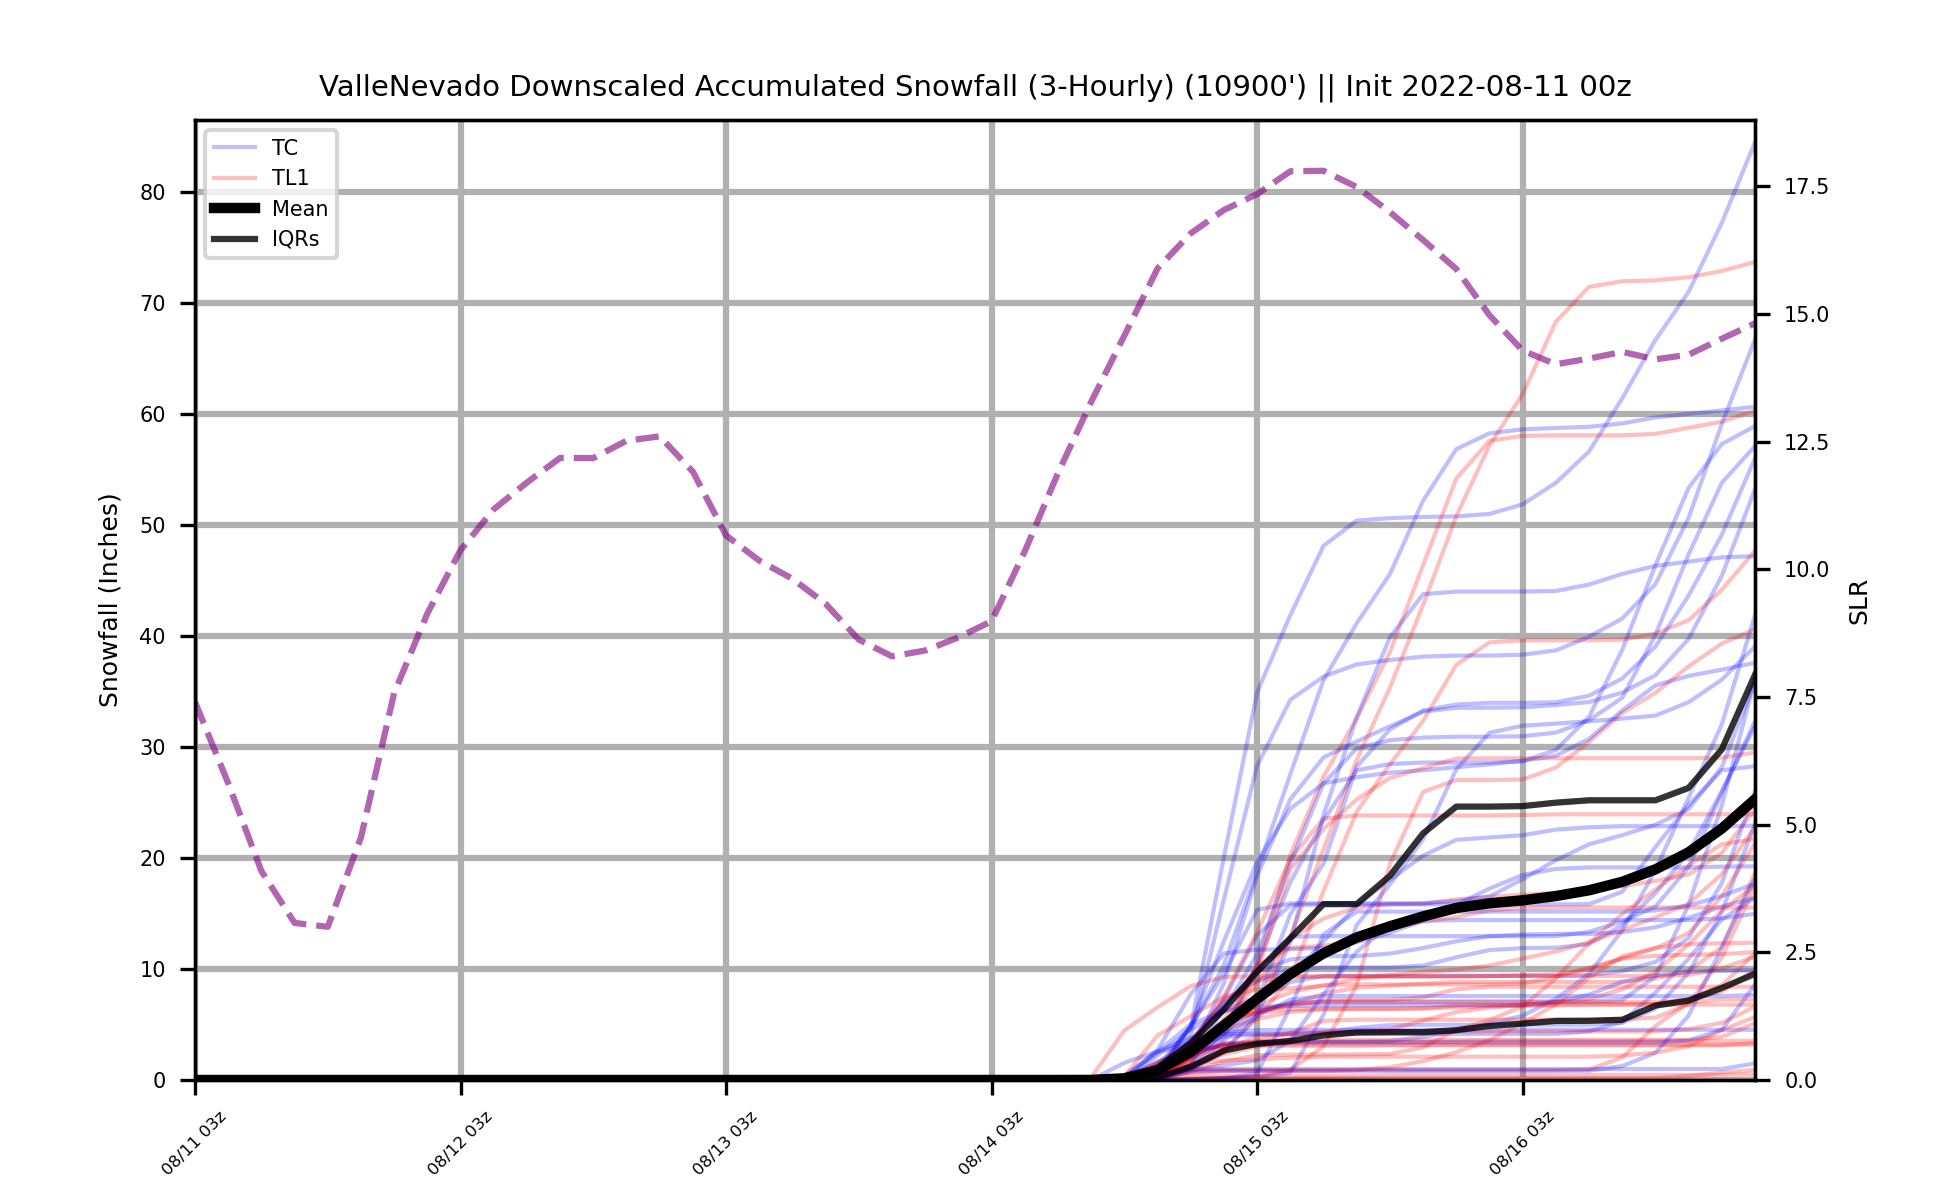 ValleNevado Downscaled Accumulated Snowfall (3-Hourly) (10900') || Init 2022-08-11 00z
TC
TL1
Mean
IQRs
Snowfall (Inches)
80
70
60
50
40
30
20
10
0
17.5
15.0
12.5
10.0
7.5
5.0
2.5
0.0
SLR
08/11 03z
08/12 03z
08/13 03z
08/14 03z
08/15 03z
08/16 03z